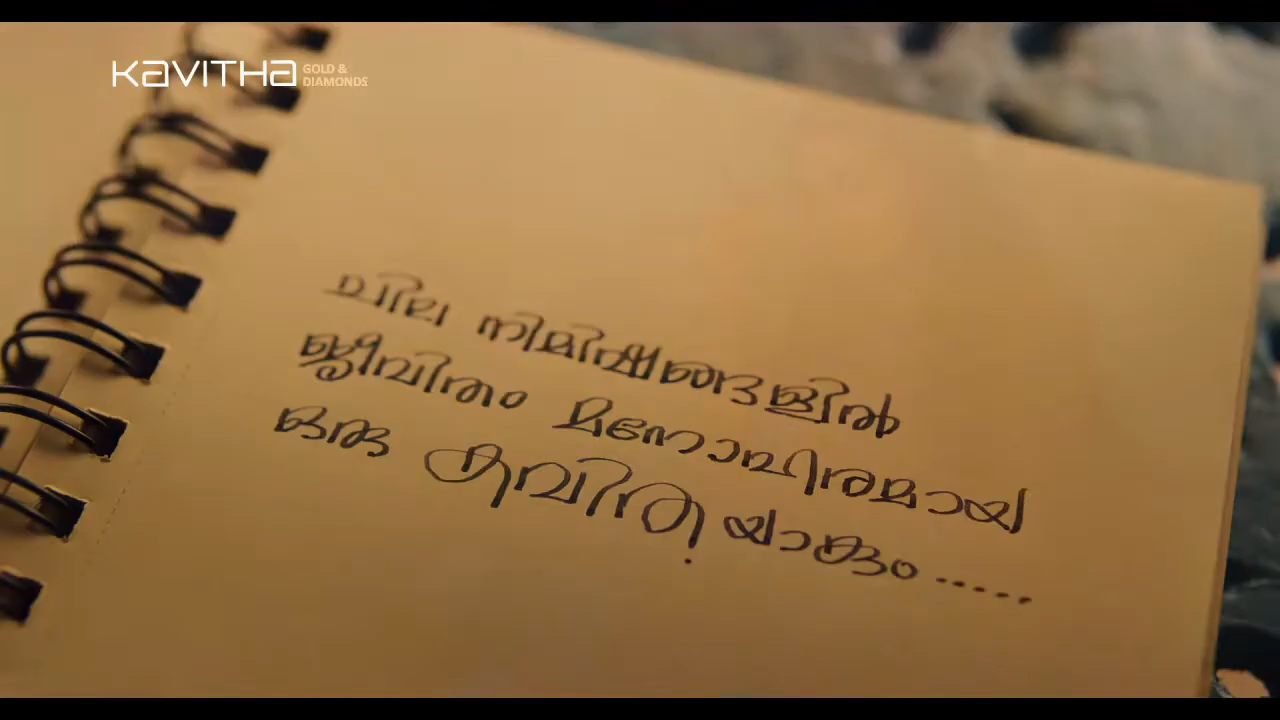 KAVITHA GOLD &
DIAMONDS
ചില നിമിഷങ്ങളിൽ
ജീവിതം മനോഹരമായ
ഒരു കവിതയാകും .....